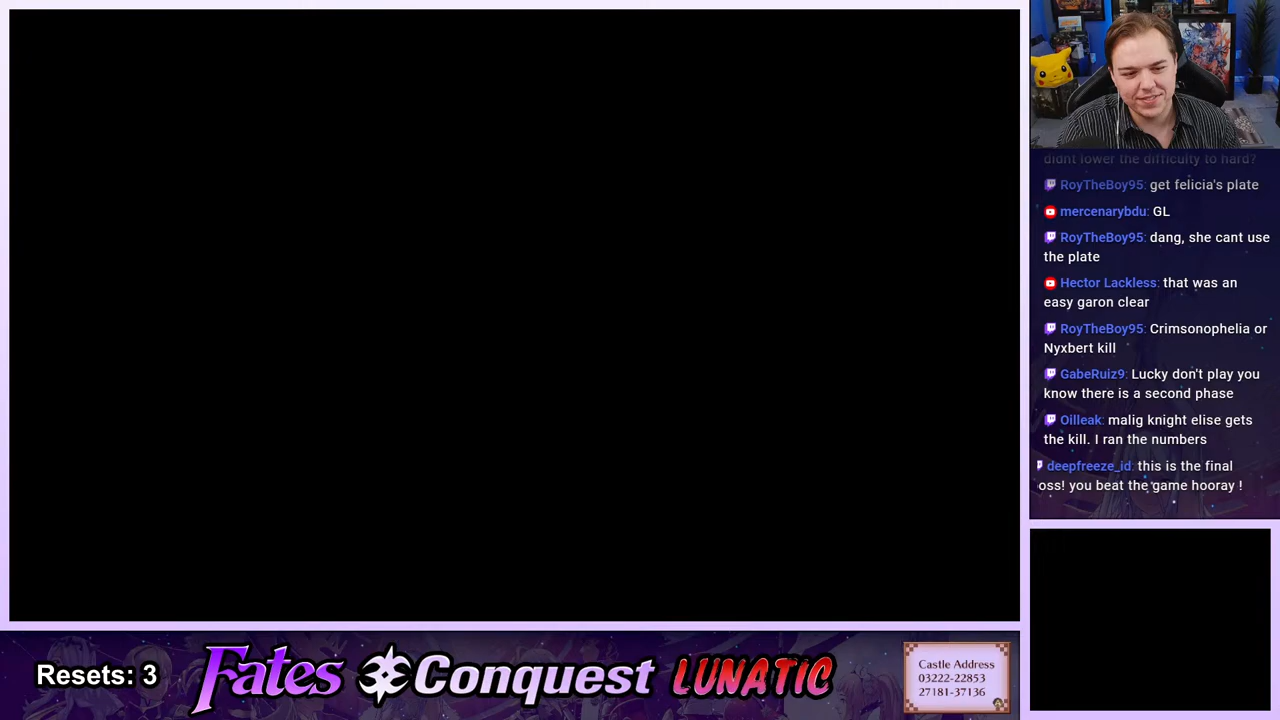 didnt lower the difficulty to hard?
RoyTheBoy95: get felicia's plate
mercenarybdu: GL
RoyTheBoy95: dang, she cant use
the plate
Hector Lackless: that was an
easy garon clear
RoyTheBoy95: Crimsonophelia or
Nyxbert kill
GabeRuiz9: Lucky don't play you
know there is a second phase
Oilleak: malig knight elise gets
the kill. I ran the numbers
deepfreeze_id: this is the final
oss! you beat the game hooray !
Resets: 3
Fates Conquest LUNATIC
Castle Address
03222-22853
27181-37136